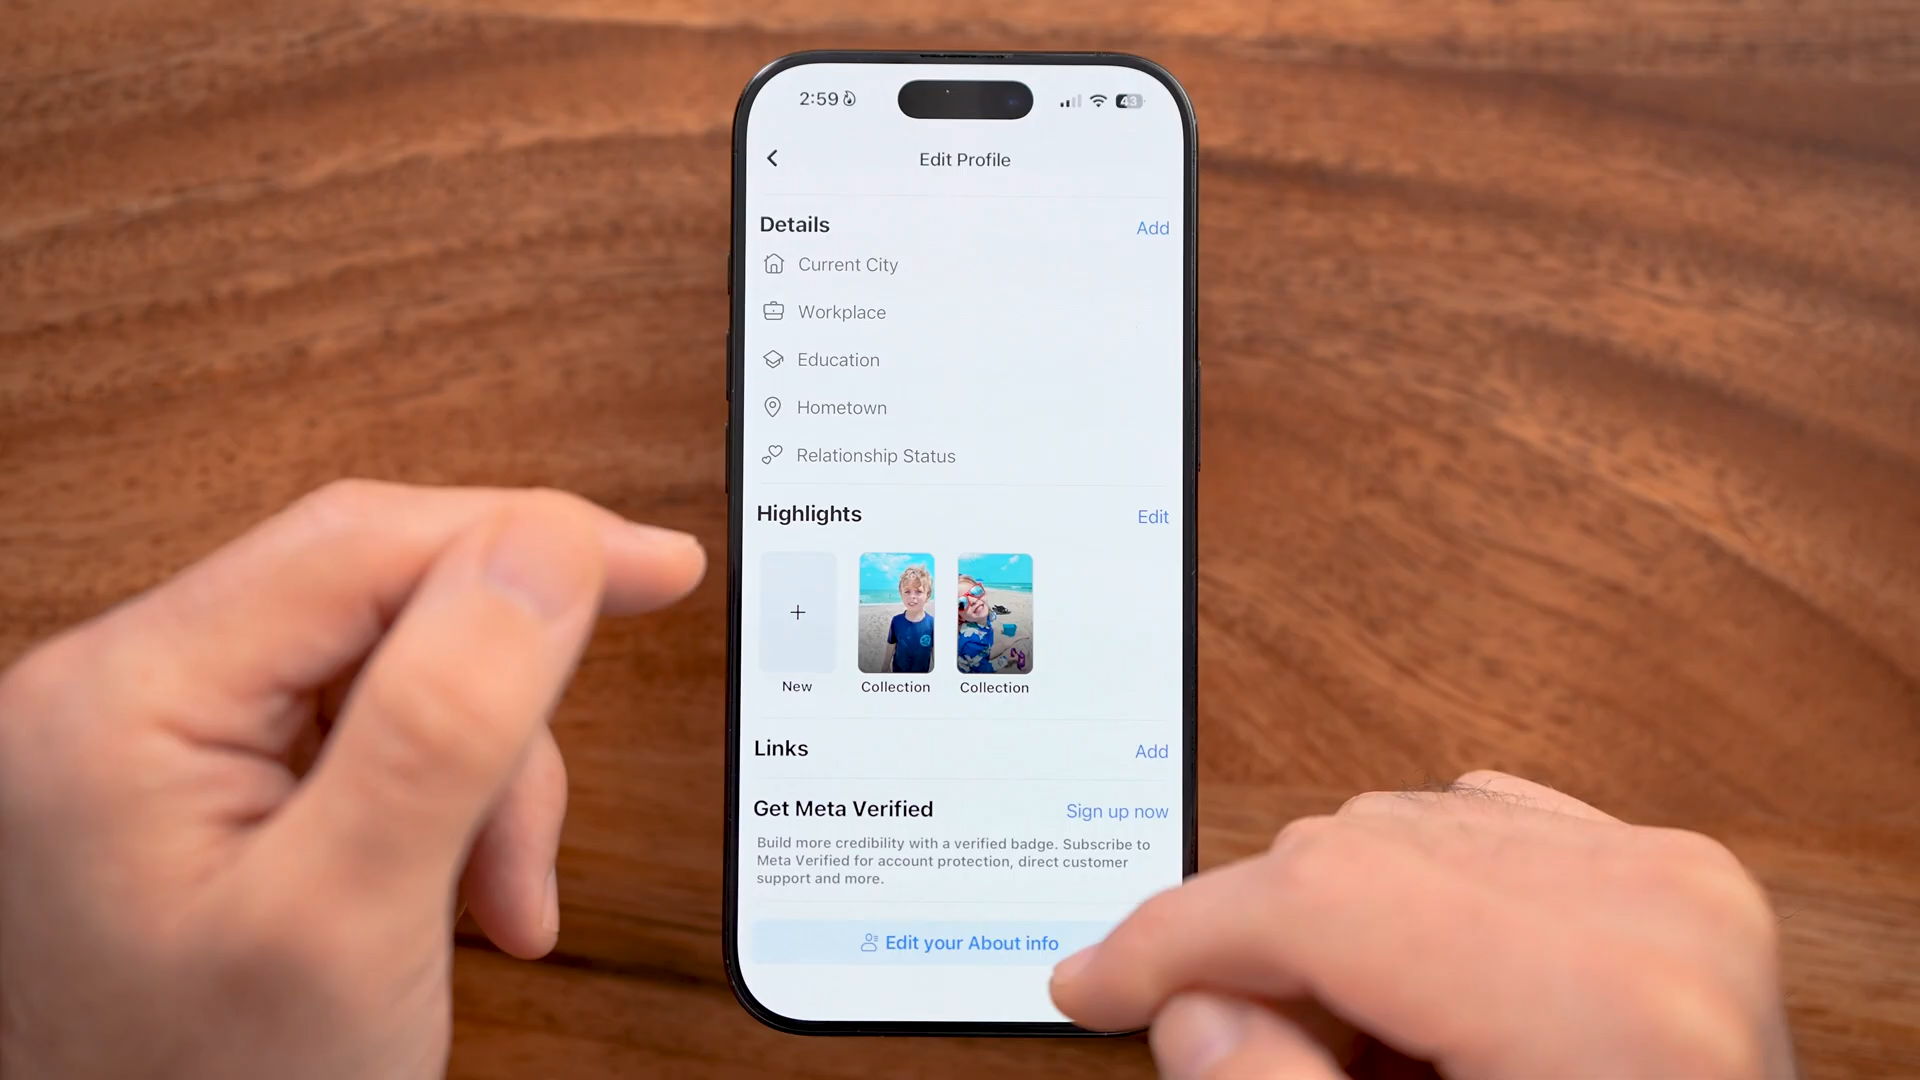 2:59
43
Edit Profile
Details
Add
Current City
Workplace
Education
Hometown
Relationship Status
Highlights
Edit
New
Collection
Collection
Links
Add
Get Meta Verified
Sign up now
Build more credibility with a verified badge. Subscribe to
Meta Verified for account protection, direct customer
support and more.
Edit your About info